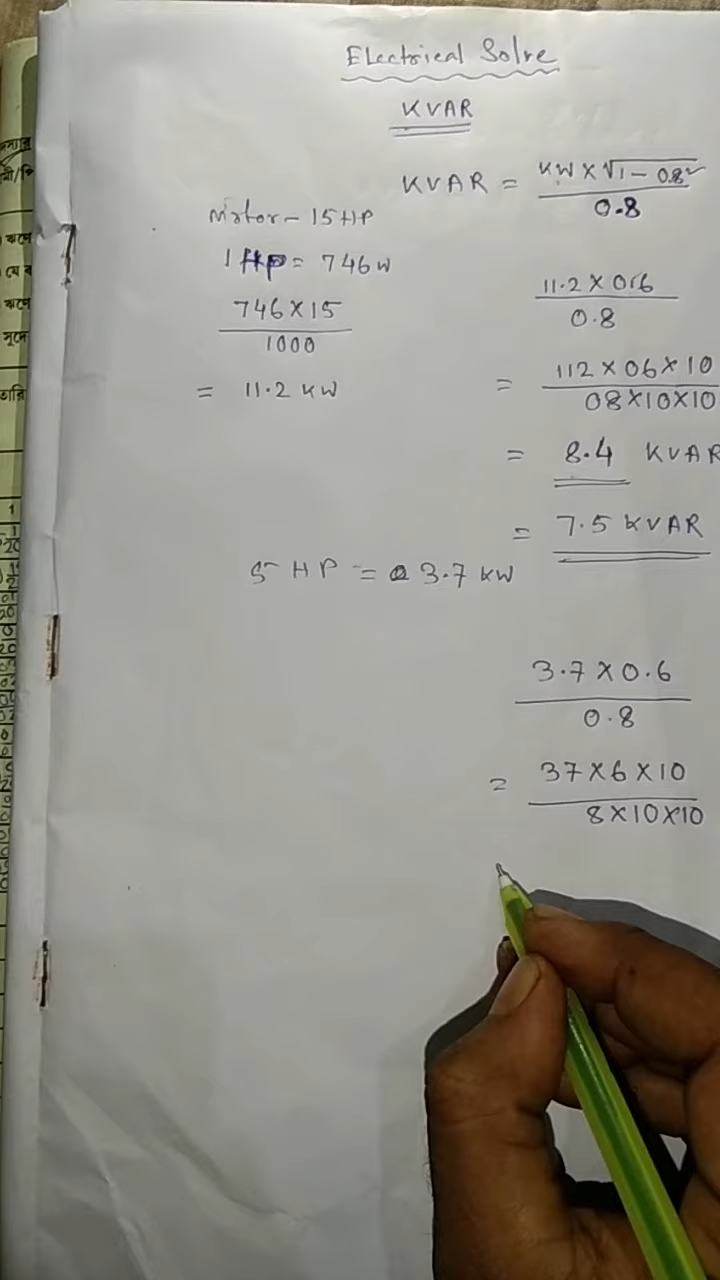 Electrical Solve
KVAR
KVAR = KW × √1 - 0.8² / 0.8
Motor - 15 HP
1 HP = 746 W
746 × 15 / 1000
= 11.2 KW
11.2 × 0.6 / 0.8
= 112 × 06 × 10 / 08 × 10 × 10
= 8.4 KVAR
= 7.5 KVAR
5 HP = 3.7 KW
3.7 × 0.6 / 0.8
= 37 × 6 × 10 / 8 × 10 × 10